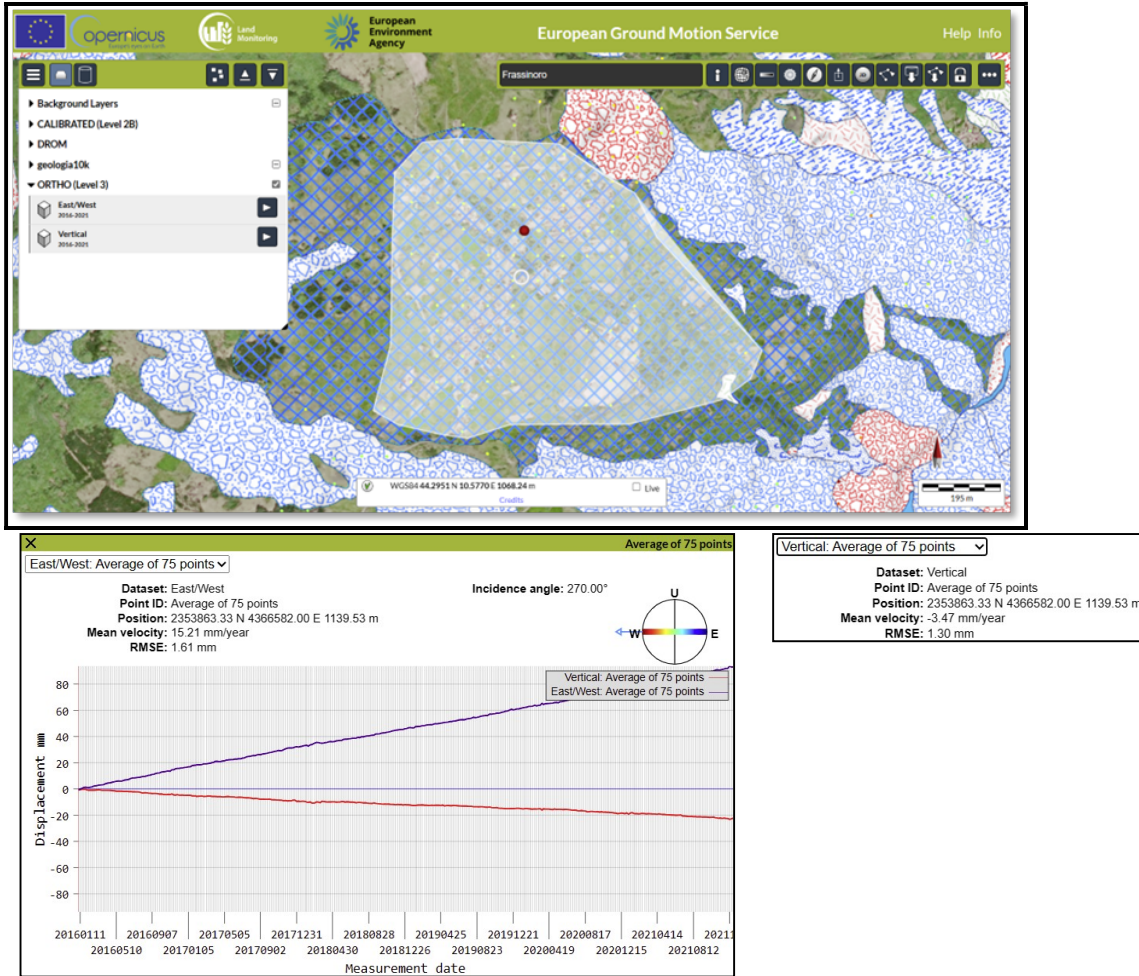 opernicus
Europe's eyes on Earth
Land
Monitoring
European
Environment
Agency
European Ground Motion Service
Help Info
Frassinoro
Background Layers
CALIBRATED (Level 2B)
DROM
geologia10k
ORTHO (Level 3)
East/West
2016-2021
Vertical
2016-2021
WGS84 44.2951 N 10.5770 E 1068.24 m
Live
Credits
195 m
X
Average of 75 points
East/West: Average of 75 points
Dataset: East/West
Point ID: Average of 75 points
Position: 2353863.33 N 4366582.00 E 1139.53 m
Mean velocity: 15.21 mm/year
RMSE: 1.61 mm
Incidence angle: 270.00°
U
W E
Vertical: Average of 75 points
East/West: Average of 75 points
80
60
40
20
0
-20
-40
-60
-80
Displacement mm
20160111 20160907 20170505 20171231 20180828 20190425 20191221 20200817 20210414 20211
20160510 20170105 20170902 20180430 20181226 20190823 20200419 20201215 20210812
Measurement date
Vertical: Average of 75 points
Dataset: Vertical
Point ID: Average of 75 points
Position: 2353863.33 N 4366582.00 E 1139.53 m
Mean velocity: -3.47 mm/year
RMSE: 1.30 mm